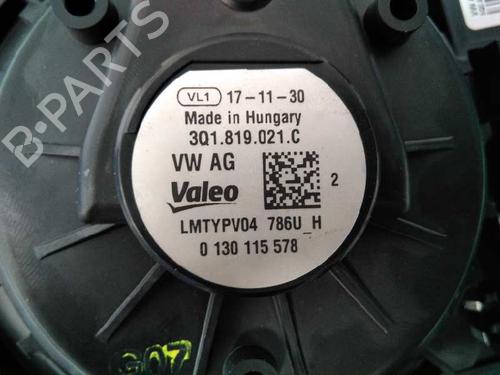 VL1 17-11-30
Made in Hungary
3Q1.819.021.C
VW AG
Valeo
2
LMTYPV04 786U_H
0 130 115 578
G07
B-PARTS